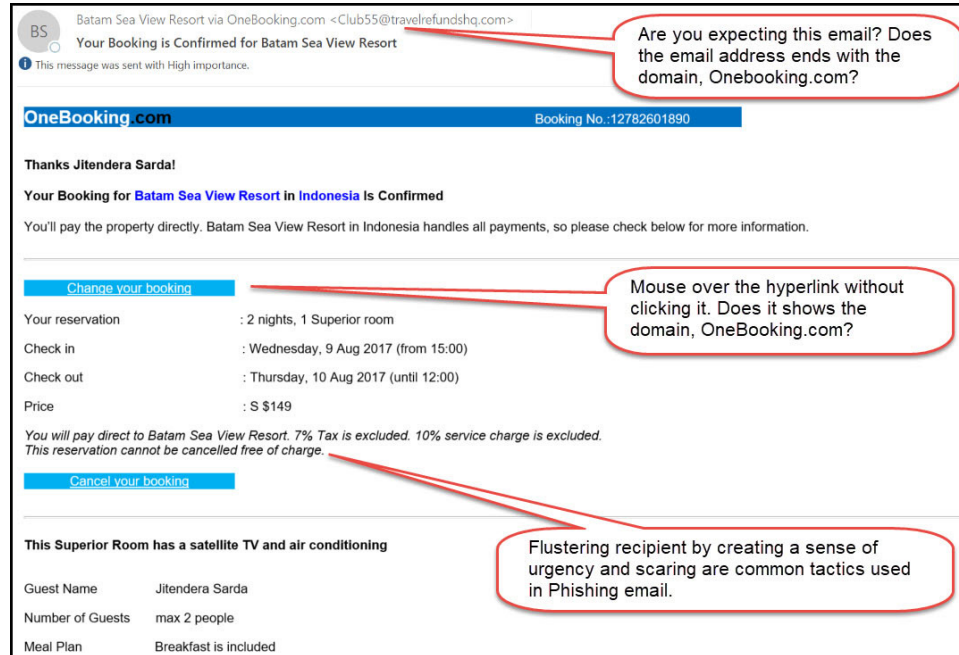 BS
Batam Sea View Resort via OneBooking.com <Club55@travelrefundshq.com>
Your Booking is Confirmed for Batam Sea View Resort
This message was sent with High importance.
Are you expecting this email? Does
the email address ends with the
domain, Onebooking.com?
OneBooking.com
Booking No.:12782601890
Thanks Jitendera Sarda!
Your Booking for Batam Sea View Resort in Indonesia Is Confirmed
You'll pay the property directly. Batam Sea View Resort in Indonesia handles all payments, so please check below for more information.
Change your booking
Mouse over the hyperlink without
clicking it. Does it shows the
domain, OneBooking.com?
Your reservation : 2 nights, 1 Superior room
Check in : Wednesday, 9 Aug 2017 (from 15:00)
Check out : Thursday, 10 Aug 2017 (until 12:00)
Price : S $149
You will pay direct to Batam Sea View Resort. 7% Tax is excluded. 10% service charge is excluded.
This reservation cannot be cancelled free of charge.
Cancel your booking
This Superior Room has a satellite TV and air conditioning
Flustering recipient by creating a sense of
urgency and scaring are common tactics used
in Phishing email.
Guest Name Jitendera Sarda
Number of Guests max 2 people
Meal Plan Breakfast is included